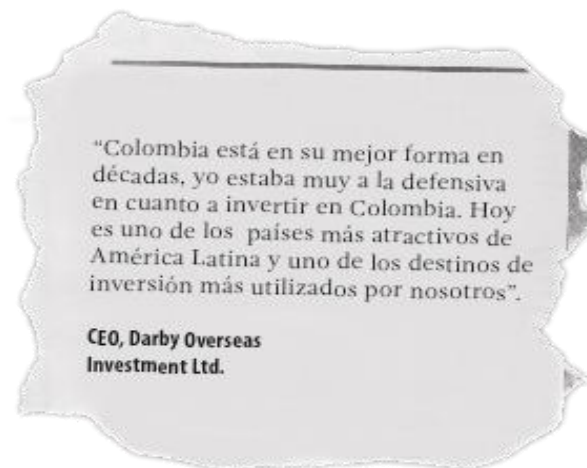 “Colombia está en su mejor forma en
décadas, yo estaba muy a la defensiva
en cuanto a invertir en Colombia. Hoy
es uno de los países más atractivos de
América Latina y uno de los destinos de
inversión más utilizados por nosotros”.
CEO, Darby Overseas
Investment Ltd.